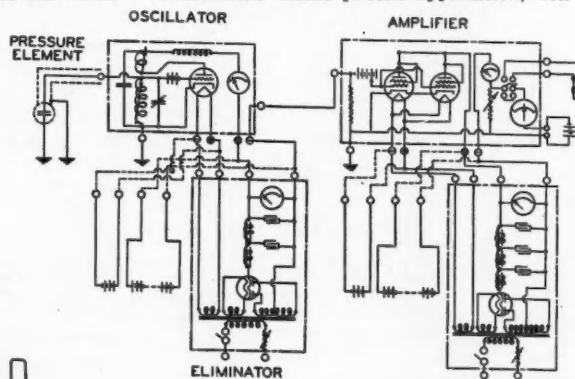 OSCILLATOR
AMPLIFIER
PRESSURE
ELEMENT
ELIMINATOR